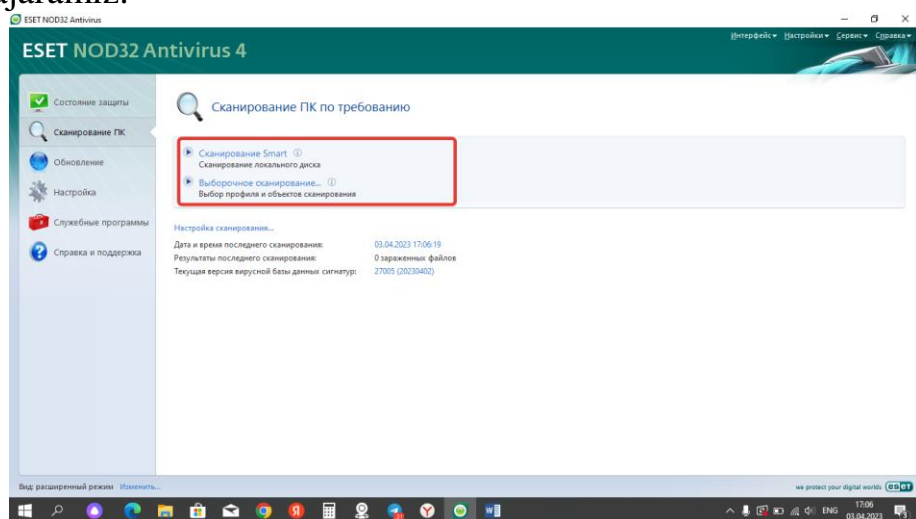 ajaramiz.
ESET NOD32 Antivirus
ESET NOD32 Antivirus 4
Интерфейс Настройки Сервис Справка
Состояние защиты
Сканирование ПК
Обновление
Настройка
Служебные программы
Справка и поддержка
Сканирование ПК по требованию
Сканирование Smart
Сканирование локального диска
Выборочное сканирование...
Выбор профиля и объектов сканирования
Настройка сканирования...
Дата и время последнего сканирования: 03.04.2023 17:06:19
Результаты последнего сканирования: 0 зараженных файлов
Текущая версия вирусной базы данных сигнатур: 27005 (20230402)
Вид: расширенный режим Изменить...
we protect your digital worlds eset
ENG 17:06
03.04.2023